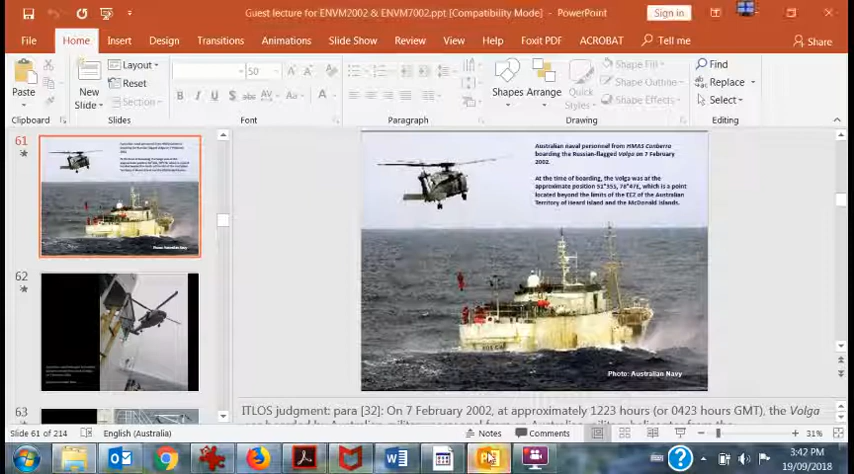 Guest lecture for ENVM2002 & ENVM7002.ppt [Compatibility Mode] - PowerPoint
Sign in
File Home Insert Design Transitions Animations Slide Show Review View Help Foxit PDF ACROBAT Tell me Share
Paste
New Slide
Layout
Reset
Section
50
B I U S abc AV Aa A
Shapes
Arrange
Quick Styles
Shape Fill
Shape Outline
Shape Effects
Find
Replace
Select
Clipboard Slides Font Paragraph Drawing Editing
61
62
63
Australian naval personnel from HMAS Canberra
boarding the Russian-flagged Volga on 7 February
2002.
At the time of boarding, the Volga was at the
approximate position 51°35S, 78°47E, which is a point
located beyond the limits of the EEZ of the Australian
Territory of Heard Island and the McDonald Islands.
Photo: Australian Navy
ITLOS judgment: para [32]: On 7 February 2002, at approximately 1223 hours (or 0423 hours GMT), the Volga
Slide 61 of 214 English (Australia) Notes Comments 31%
3:42 PM
19/09/2018